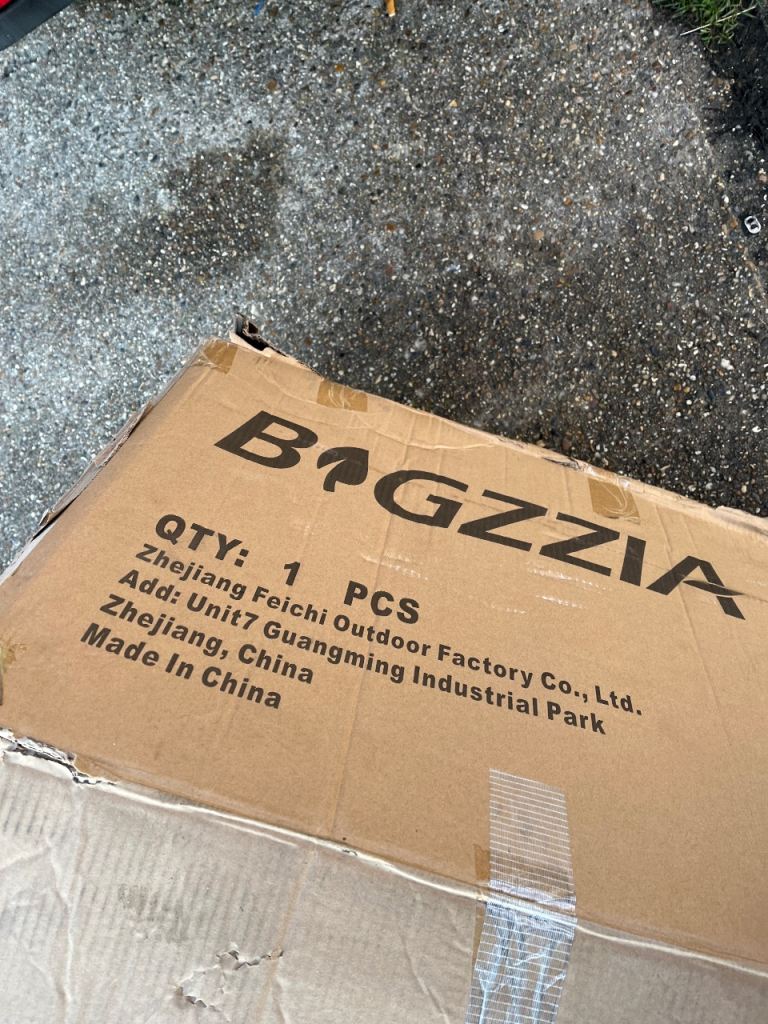 BIGZZIA
QTY: 1 PCS
Zhejiang Feichi Outdoor Factory Co., Ltd.
Add: Unit7 Guangming Industrial Park
Zhejiang, China
Made In China